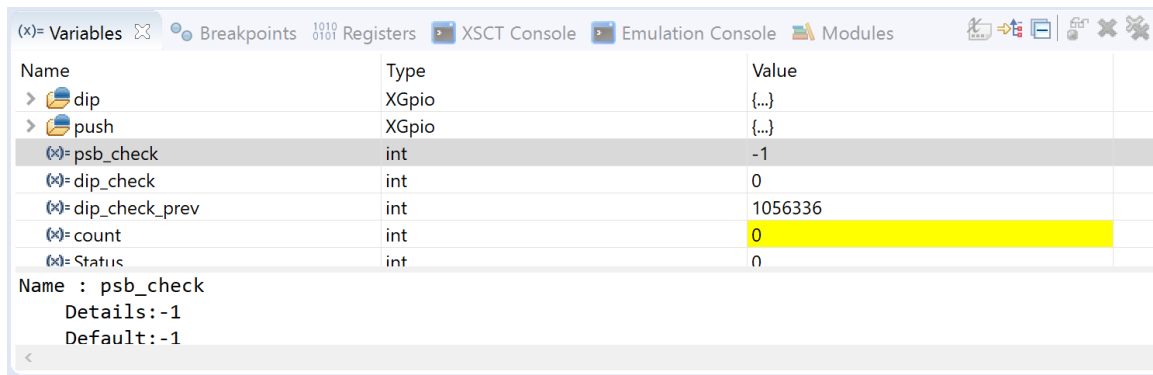 (x)= Variables Breakpoints 1010 0101 Registers XSCT Console Emulation Console Modules
Name Type Value
dip XGpio {...}
push XGpio {...}
(x)= psb_check int -1
(x)= dip_check int 0
(x)= dip_check_prev int 1056336
(x)= count int 0
(x)= Status int 0
Name : psb_check
Details:-1
Default:-1